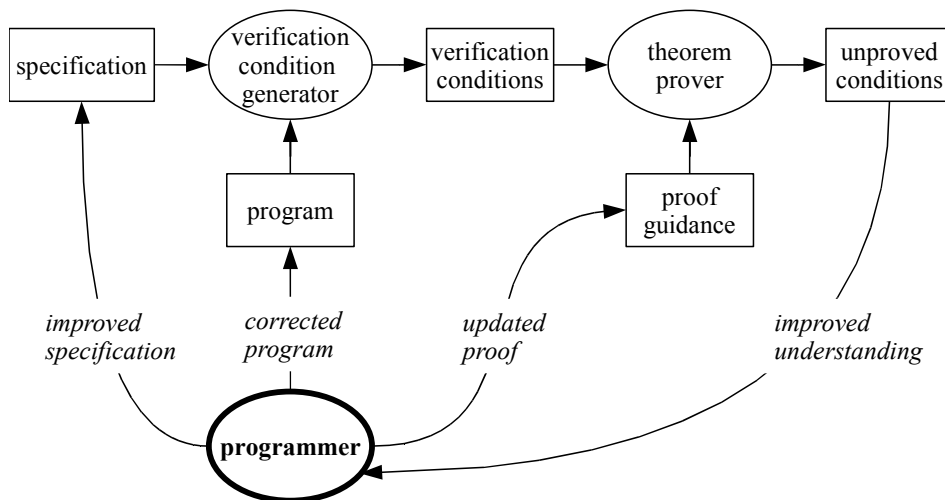 specification
verification
condition
generator
verification
conditions
theorem
prover
unproved
conditions
program
proof
guidance
improved
specification
corrected
program
updated
proof
improved
understanding
programmer